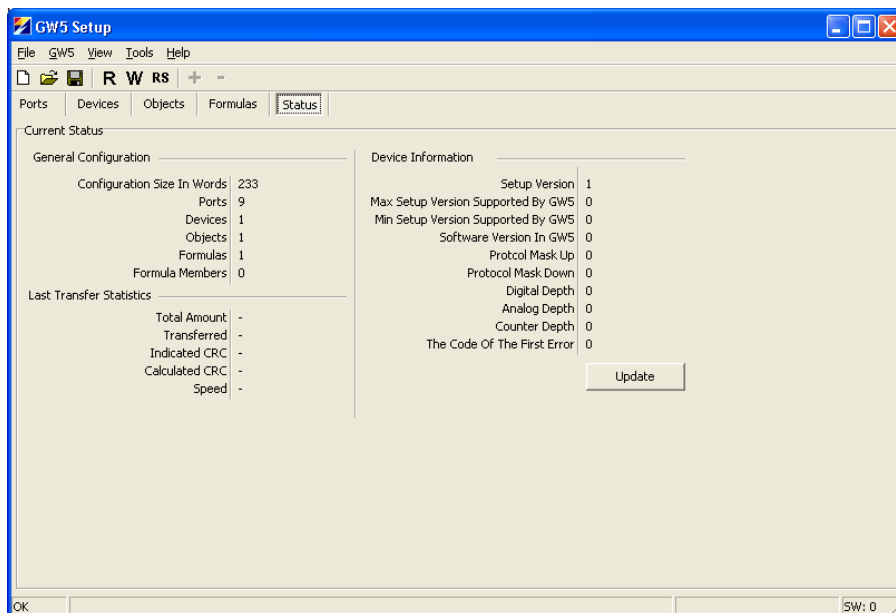 GW5 Setup
File GW5 View Tools Help
R W RS + -
Ports Devices Objects Formulas Status
Current Status
General Configuration
Configuration Size In Words 233
Ports 9
Devices 1
Objects 1
Formulas 1
Formula Members 0
Last Transfer Statistics
Total Amount -
Transferred -
Indicated CRC -
Calculated CRC -
Speed -
Device Information
Setup Version 1
Max Setup Version Supported By GW5 0
Min Setup Version Supported By GW5 0
Software Version In GW5 0
Protcol Mask Up 0
Protocol Mask Down 0
Digital Depth 0
Analog Depth 0
Counter Depth 0
The Code Of The First Error 0
Update
OK SW: 0